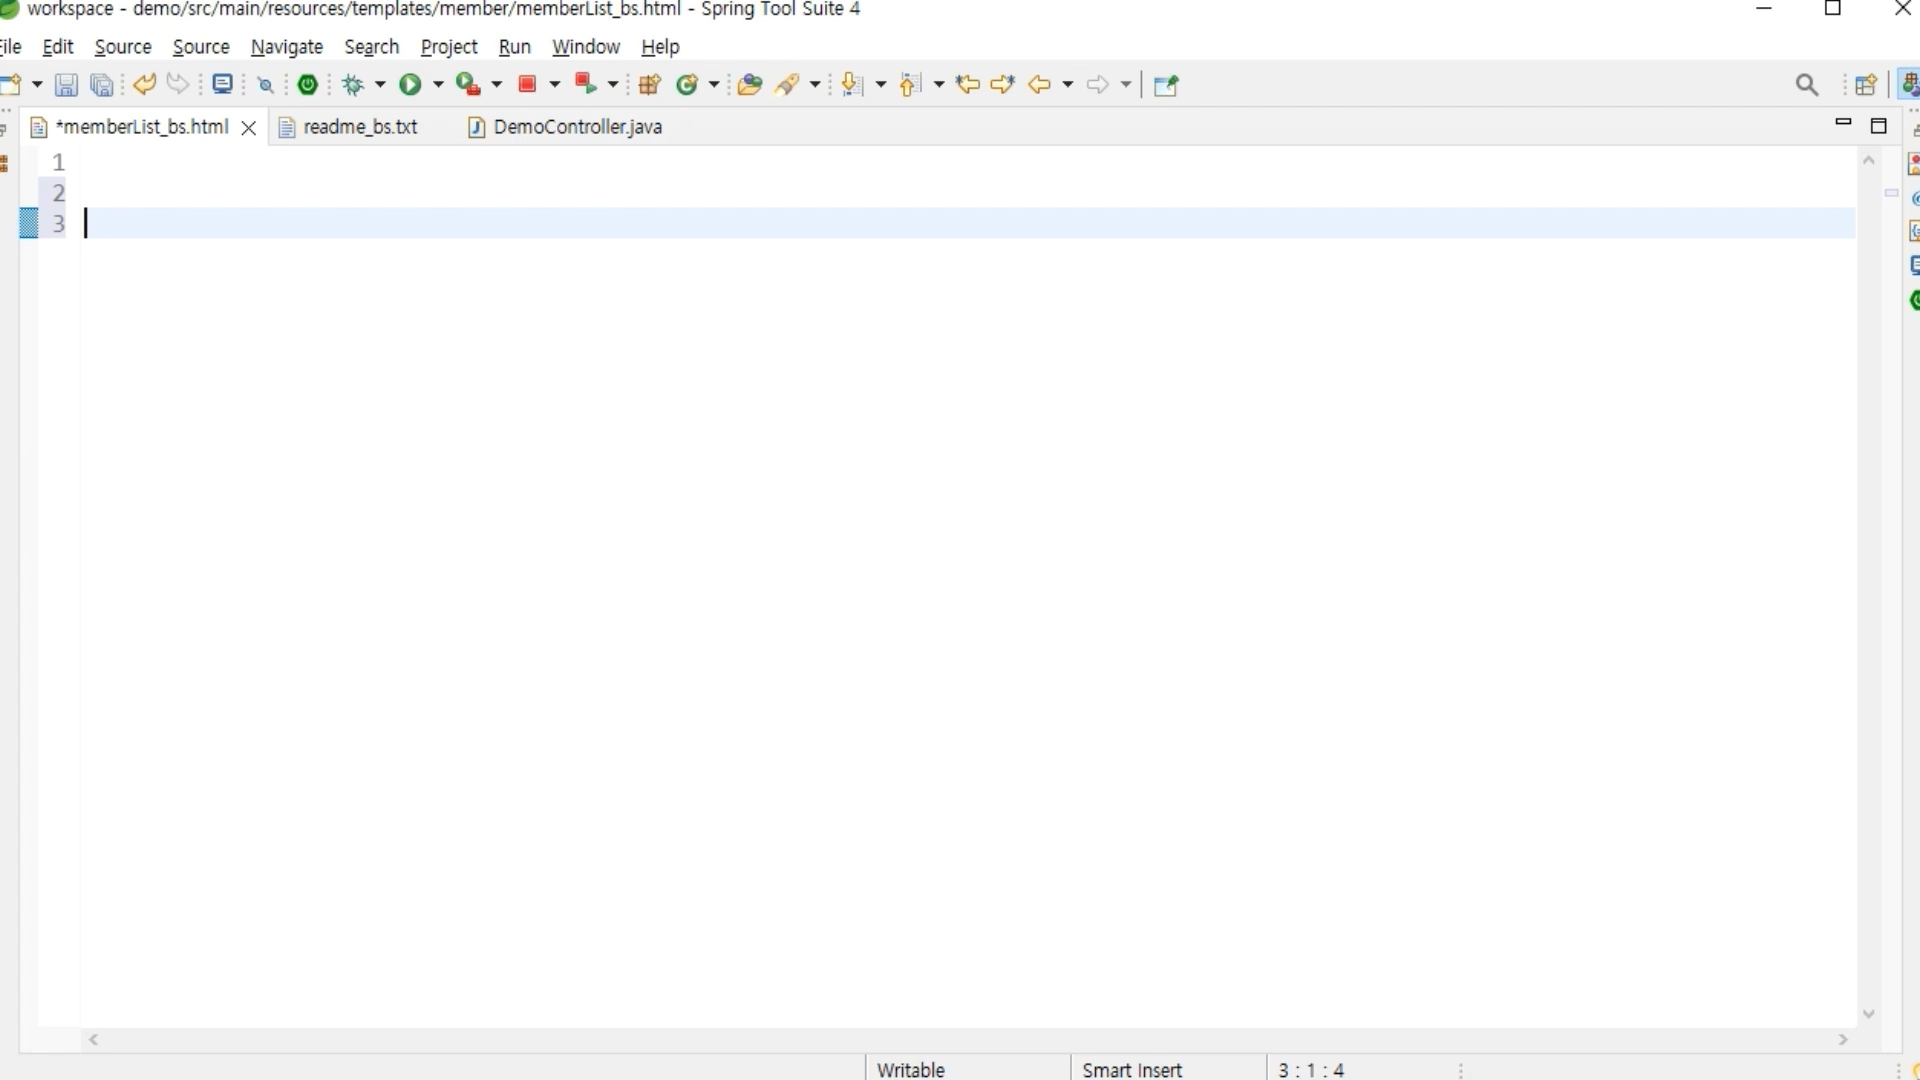 workspace - demo/src/main/resources/templates/member/memberList_bs.html - Spring Tool Suite 4
File Edit Source Source Navigate Search Project Run Window Help
*memberList_bs.html readme_bs.txt DemoController.java
1
2
3
Writable Smart Insert 3 : 1 : 4